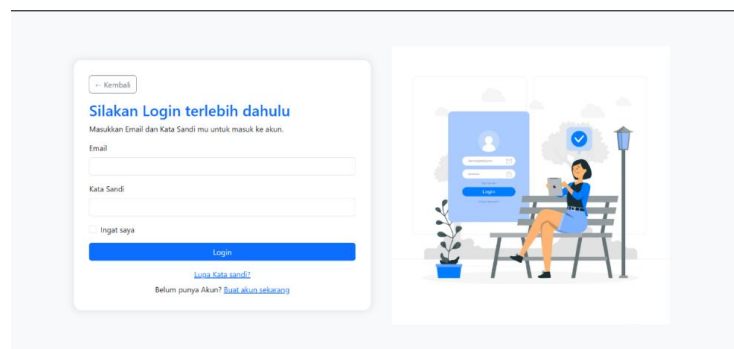 ← Kembali
Silakan Login terlebih dahulu
Masukkan Email dan Kata Sandi mu untuk masuk ke akun.
Email
Kata Sandi
Ingat saya
Login
Lupa Kata sandi?
Belum punya Akun? Buat akun sekarang
Login